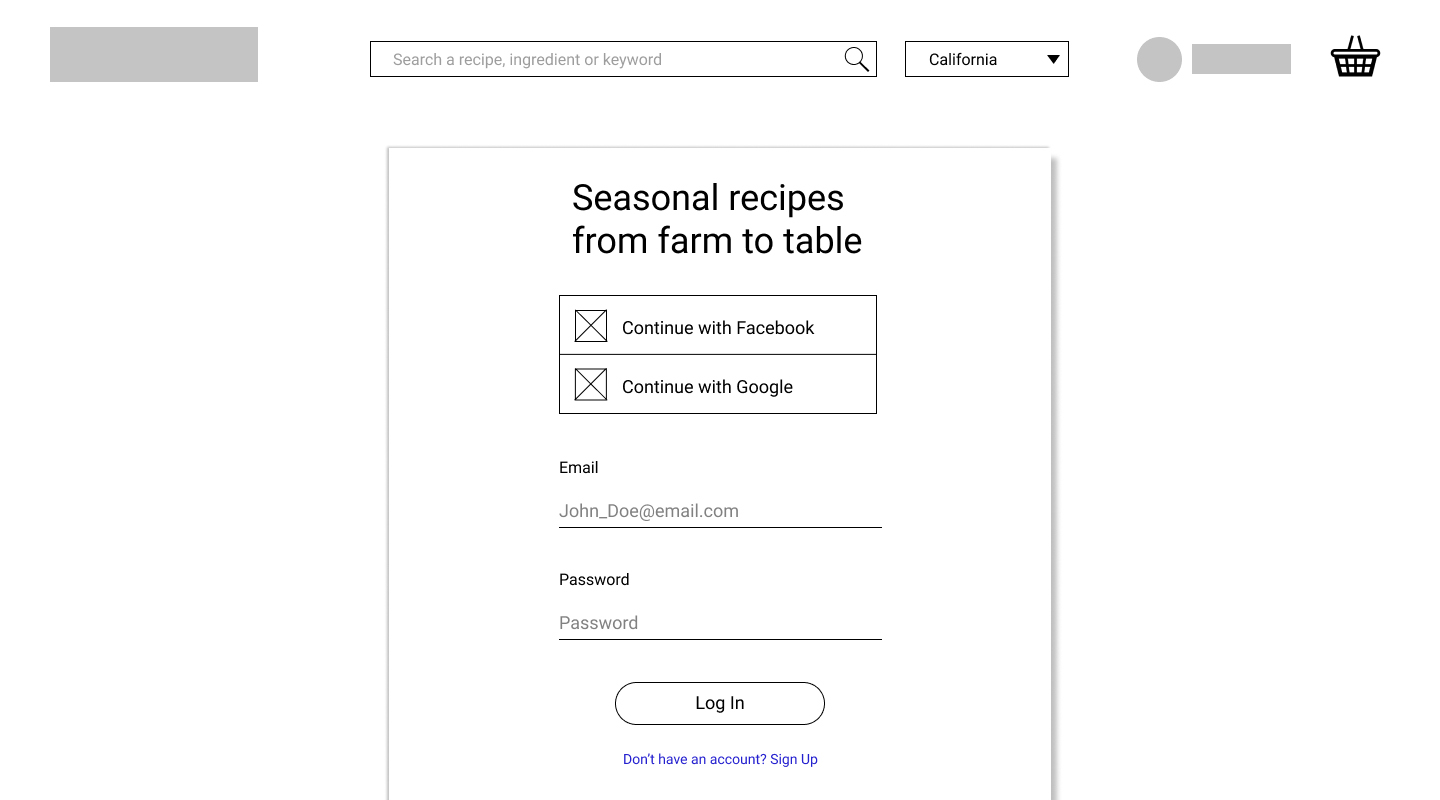 Search a recipe, ingredient or keyword
California
Seasonal recipes
from farm to table
Continue with Facebook
Continue with Google
Email
John_Doe@email.com
Password
Password
Log In
Don’t have an account? Sign Up